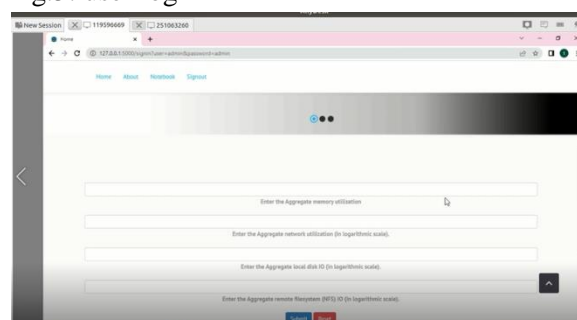 New Session 119596669 251063260
Home
127.0.0.1:5000/signin?user=admin&password=admin
Home About Notebook Signout
Enter the Aggregate memory utilization
Enter the Aggregate network utilization (in logarithmic scale).
Enter the Aggregate local disk IO (in logarithmic scale).
Enter the Aggregate remote filesystem (NFS) IO (in logarithmic scale).
Submit Reset